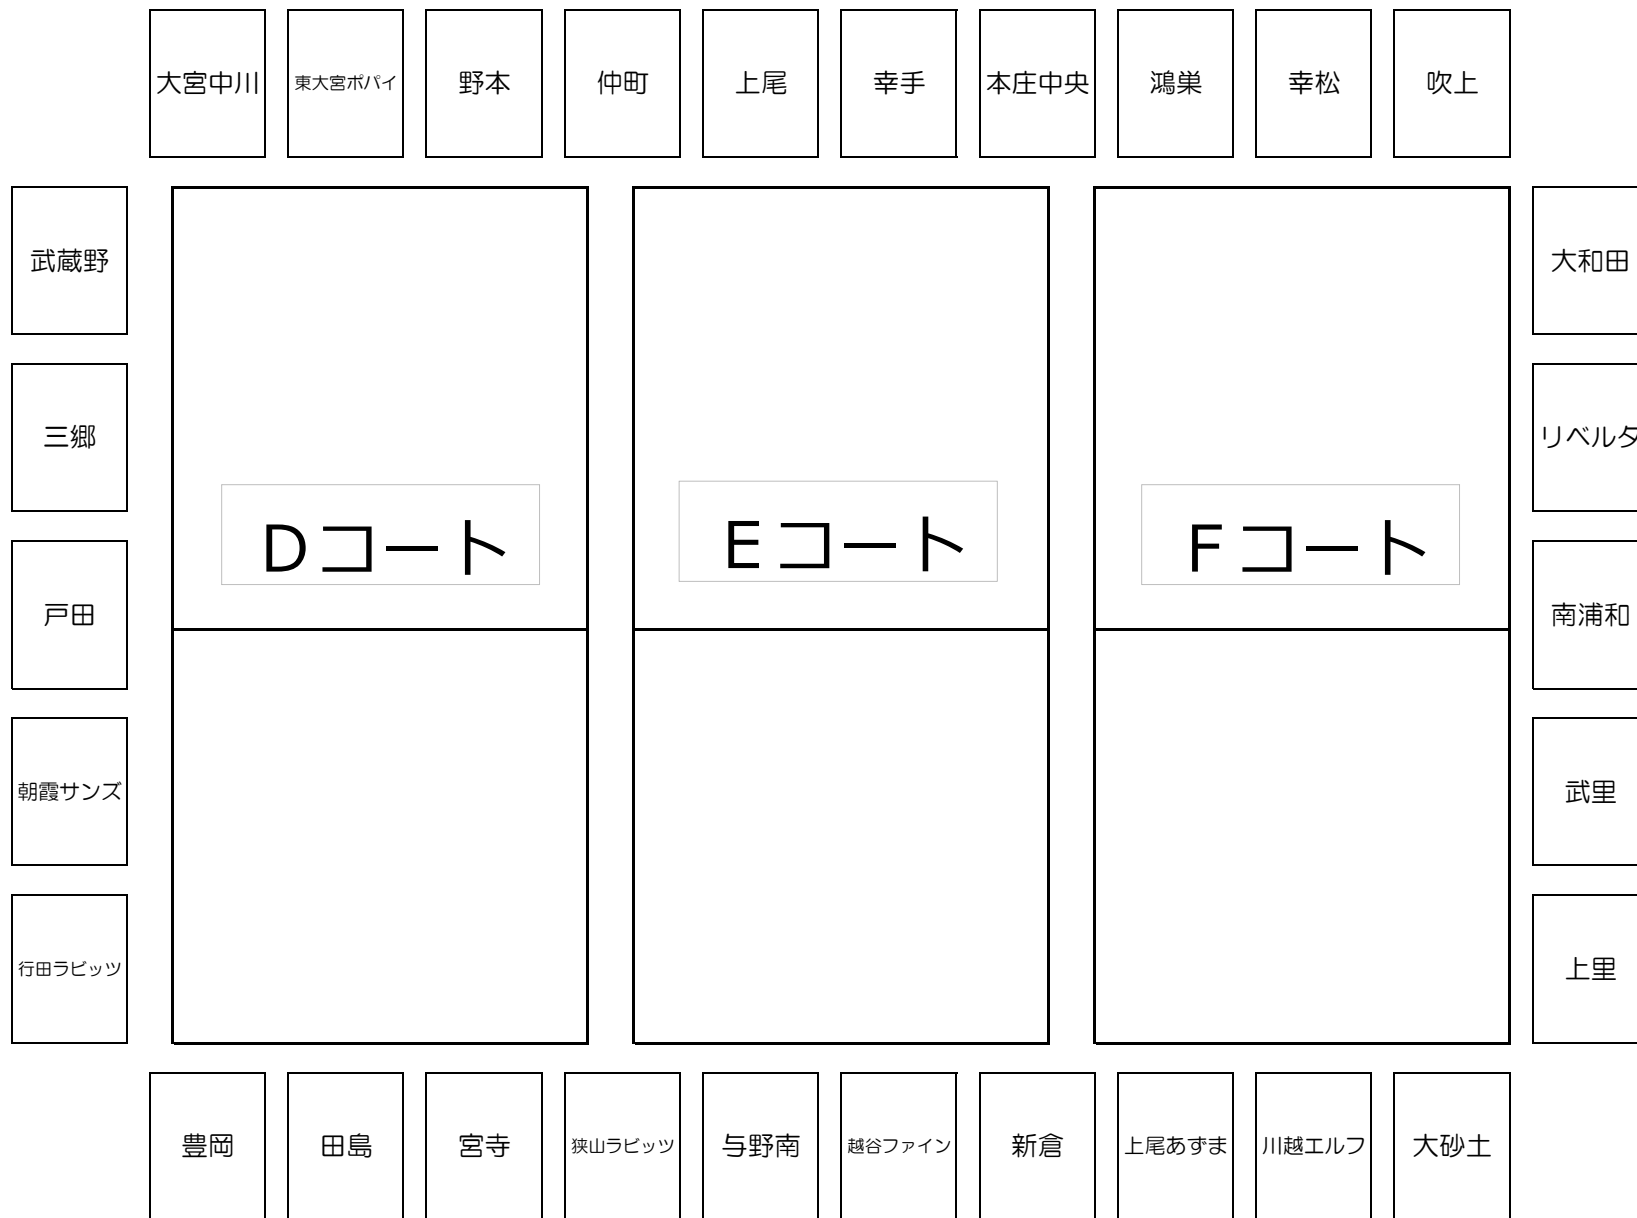 大宮中川
東大宮ポパイ
野本
仲町
上尾
幸手
本庄中央
鴻巣
幸松
吹上
武蔵野
大和田
三郷
リベルタ
Dコート
Eコート
Fコート
戸田
南浦和
朝霞サンズ
武里
行田ラビッツ
上里
豊岡
田島
宮寺
狭山ラビッツ
与野南
越谷ファイン
新倉
上尾あずま
川越エルフ
大砂土